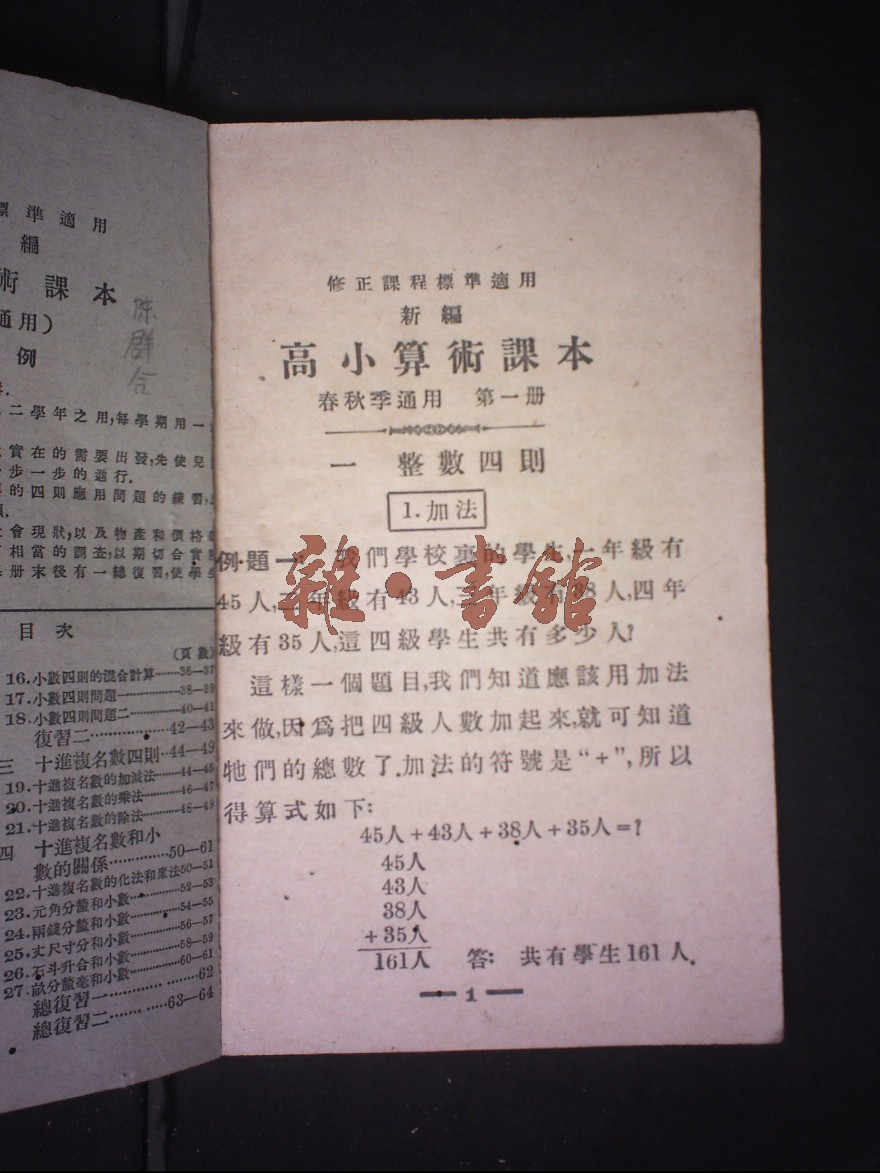 標準適用
編
術課本
通用)
例
陈群合
二學年之用,每學期用一
實在的需要出發,先使兒
步一步的進行.
的四則應用問題的練習,
會現狀,以及物產和價格
相當的調查,以期切合實
册末後有一總復習,使學生
目次
(頁數)
16.小數四則的混合計算……36—37
17.小數四則問題一……38—39
18.小數四則問題二……40—41
復習二……42—43
三 十進複名數四則…44—49
19.十進複名數的加減法……44—45
20.十進複名數的乘法……46—47
21.十進複名數的除法……48—49
四 十進複名數和小
數的關係……50—61
22.十進複名數的化法和聚法50—51
23.元角分釐和小數……52—53
24.兩錢分釐和小數……54—55
25.丈尺寸分和小數……56—57
26.石斗升合和小數……58—59
27.畝分釐毫和小數……60—61
總復習一……62
總復習二……63—64
修正課程標準適用
新編
高小算術課本
春秋季通用 第一册
一 整數四則
1.加法
例題一: 我們學校裏的學生,一年級有
45人,二年級有43人,三年級有38人,四年
級有35人,這四級學生共有多少人?
這樣一個題目,我們知道應該用加法
來做,因爲把四級人數加起來,就可知道
牠們的總數了.加法的符號是“+”,所以
得算式如下:
45人+43人+38人+35人=?
45人
43人
38人
+35人
161人 答: 共有學生161人.
1
雜·書館